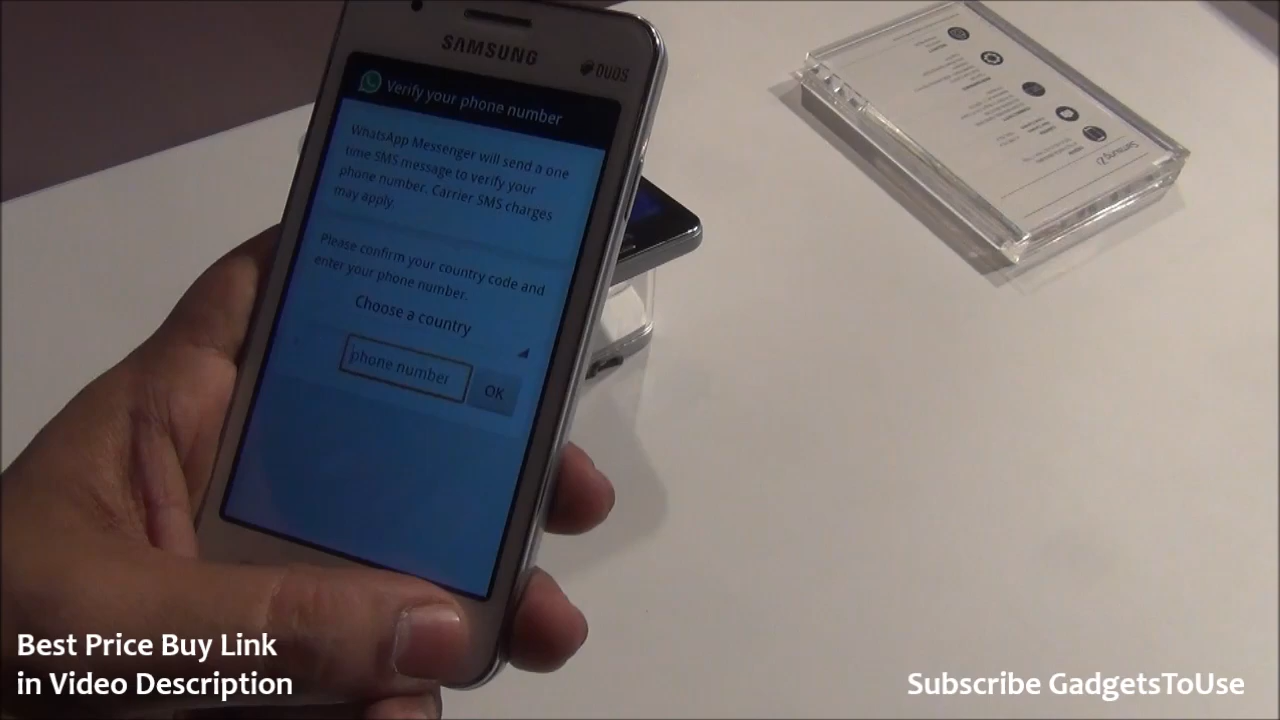 SAMSUNG
DUOS
Verify your phone number
WhatsApp Messenger will send a one
time SMS message to verify your
phone number. Carrier SMS charges
may apply.
Please confirm your country code and
enter your phone number.
Choose a country
phone number
OK
Samsung Z
Best Price Buy Link
in Video Description
Subscribe GadgetsToUse